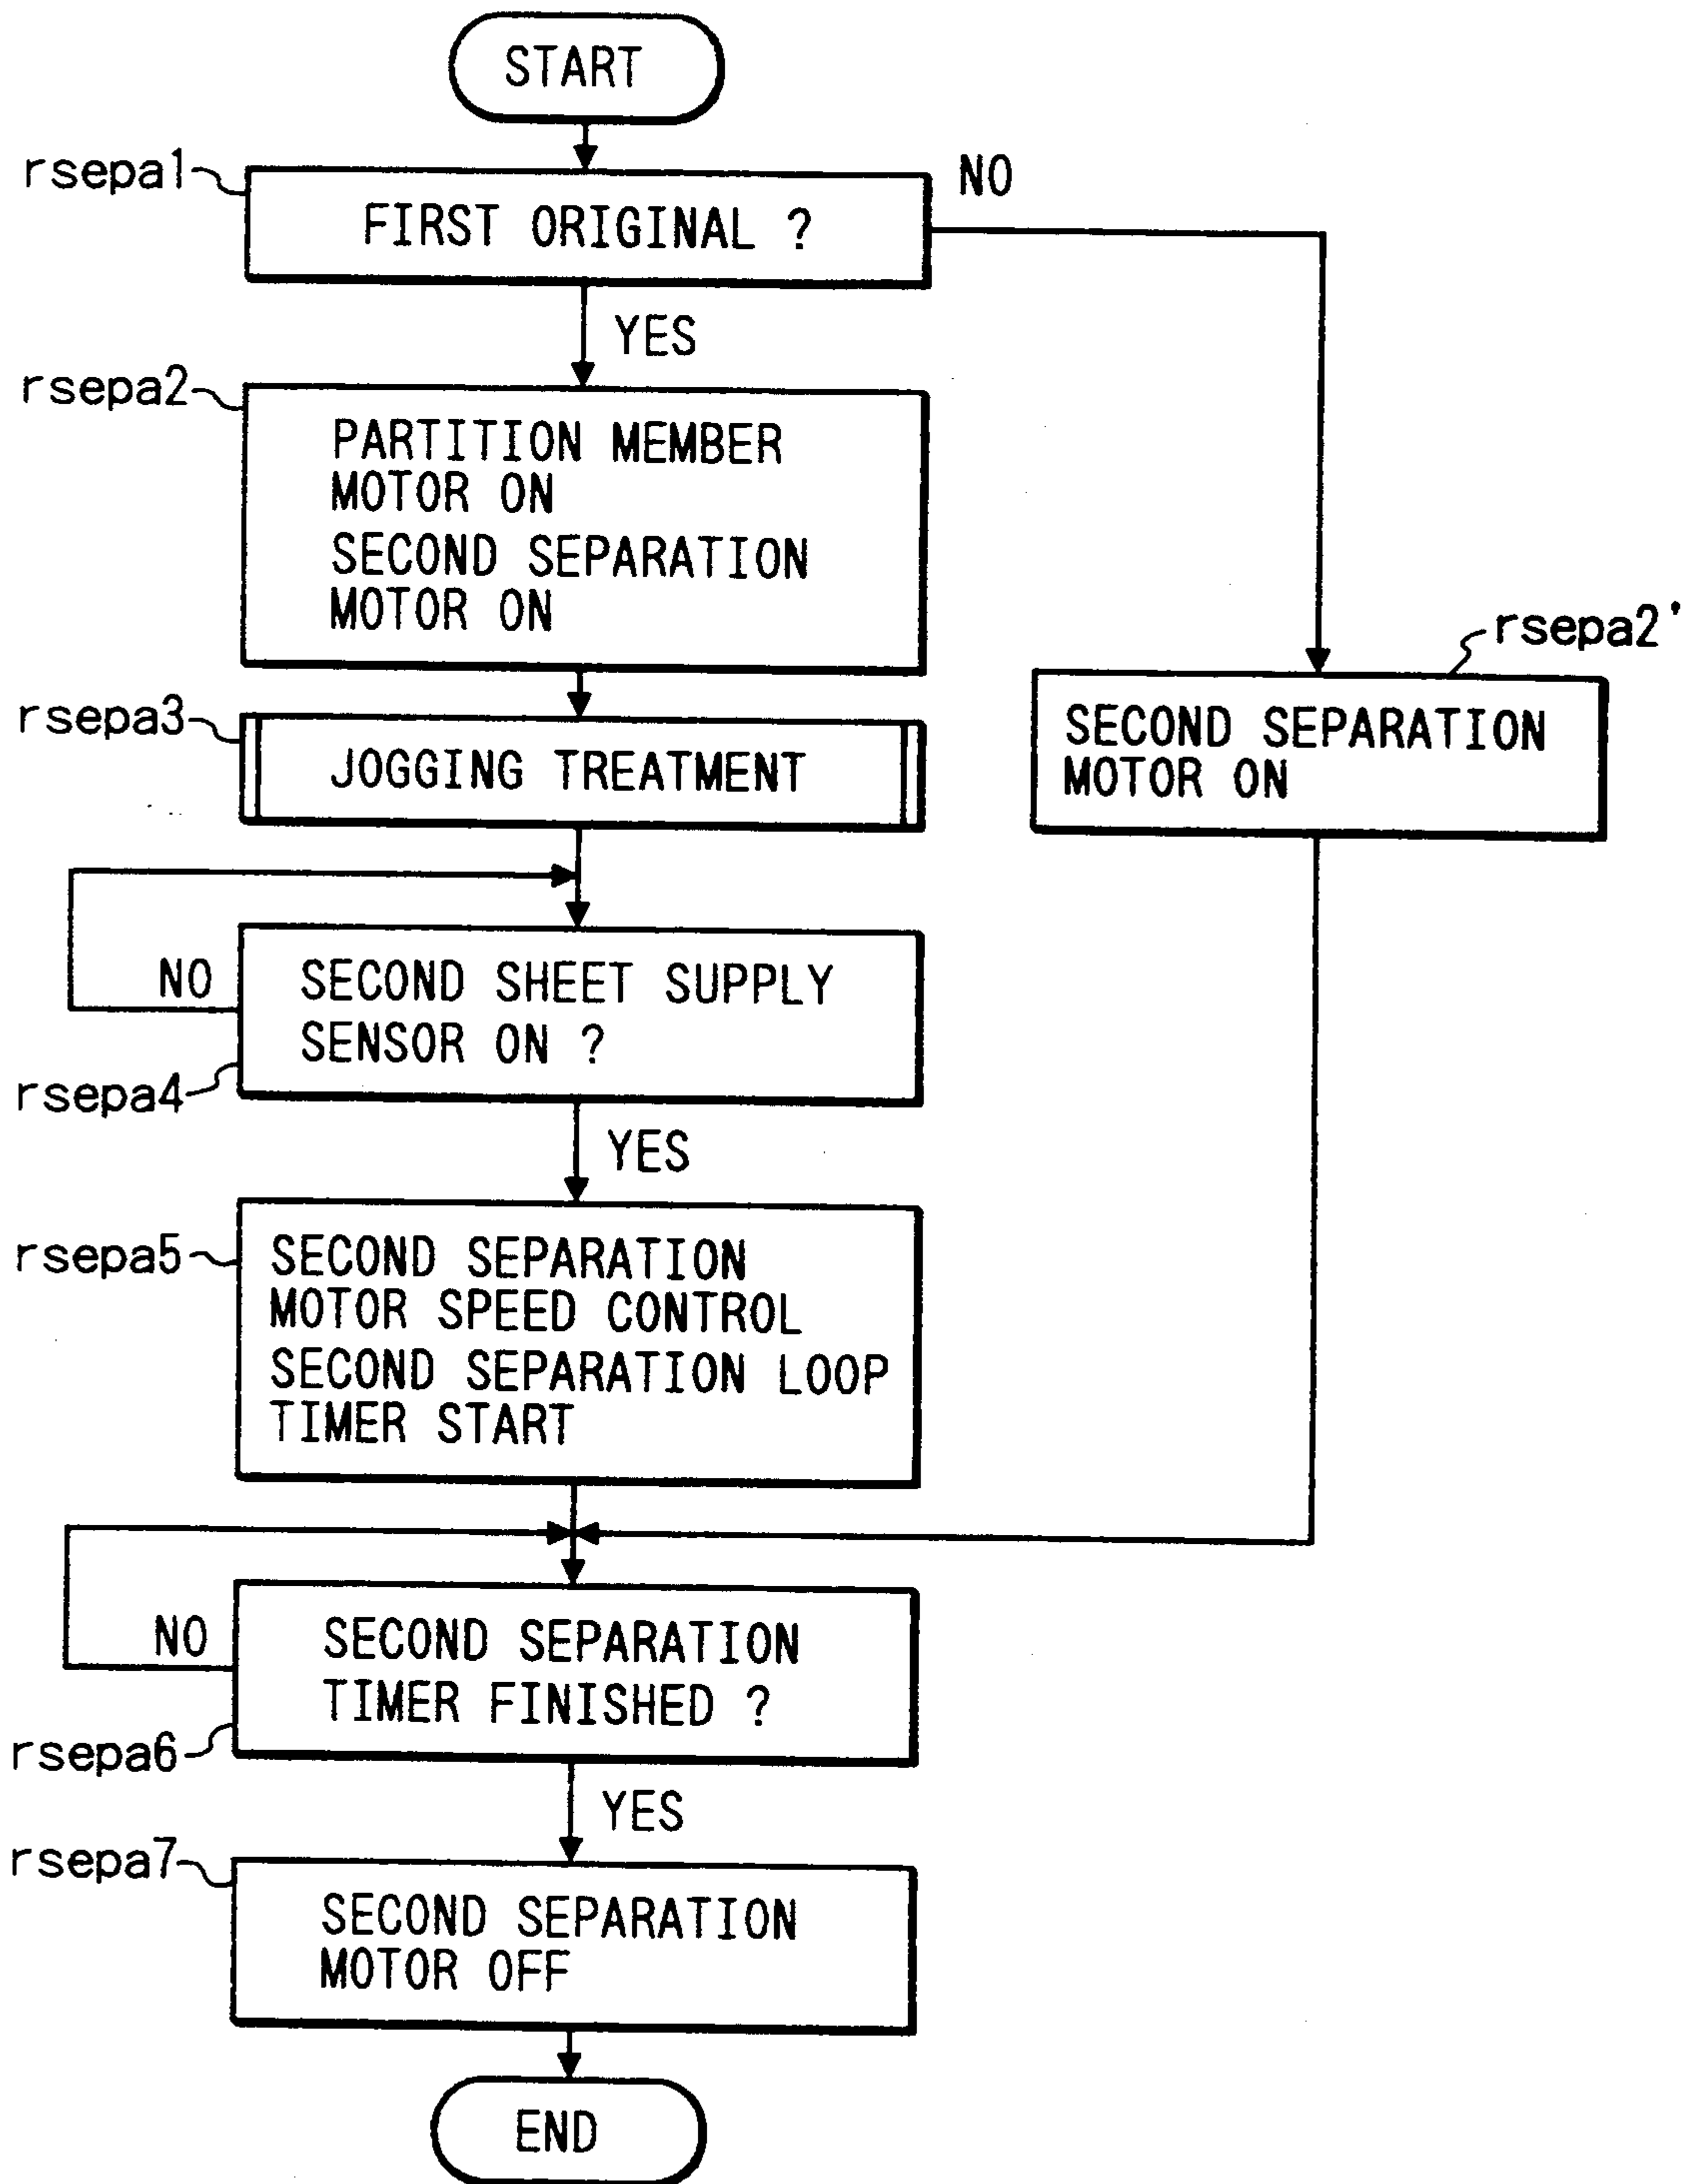 START
rsepa1
NO
FIRST ORIGINAL ?
YES
rsepa2
PARTITION MEMBER
MOTOR ON
SECOND SEPARATION
MOTOR ON
rsepa2'
SECOND SEPARATION
MOTOR ON
rsepa3
JOGGING TREATMENT
NO
SECOND SHEET SUPPLY
SENSOR ON ?
rsepa4
YES
rsepa5
SECOND SEPARATION
MOTOR SPEED CONTROL
SECOND SEPARATION LOOP
TIMER START
NO
SECOND SEPARATION
TIMER FINISHED ?
rsepa6
YES
rsepa7
SECOND SEPARATION
MOTOR OFF
END